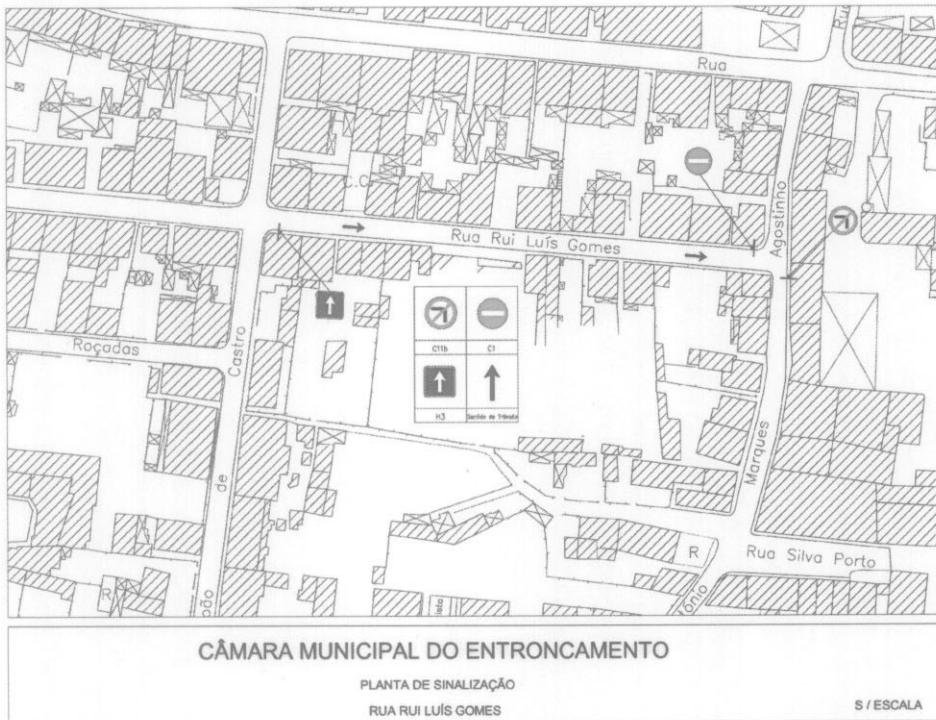 Rua
Rua
C.C
Rua Rui Luís Gomes
Agostinho
Roçadas
Castro
C11b
C1
H3
Sentido de Trânsito
Marques
de
R
Rua Silva Porto
R
CÂMARA MUNICIPAL DO ENTRONCAMENTO
PLANTA DE SINALIZAÇÃO
RUA RUI LUÍS GOMES
S / ESCALA